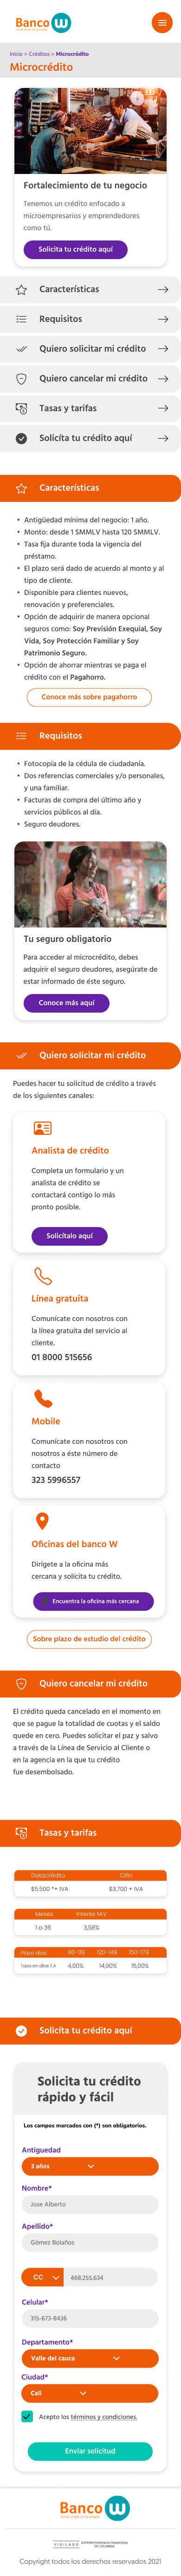 Banco W
Inicio > Créditos > Microcrédito
Microcrédito
Fortalecimiento de tu negocio
Tenemos un crédito enfocado a
microempresarios y emprendedores
como tú.
Solicita tu crédito aquí
Características
Requisitos
Quiero solicitar mi crédito
Quiero cancelar mi crédito
Tasas y tarifas
Solicíta tu crédito aquí
Características
• Antigüedad mínima del negocio: 1 año.
• Monto: desde 1 SMMLV hasta 120 SMMLV.
• Tasa fija durante toda la vigencia del
préstamo.
• El plazo será dado de acuerdo al monto y al
tipo de cliente.
• Disponible para clientes nuevos,
renovación y preferenciales.
• Opción de adquirir de manera opcional
seguros como: Soy Previsión Exequial, Soy
Vida, Soy Protección Familiar y Soy
Patrimonio Seguro.
• Opción de ahorrar mientras se paga el
crédito con el Pagahorro.
Conoce más sobre pagahorro
Requisitos
• Fotocopia de la cédula de ciudadanía.
• Dos referencias comerciales y/o personales,
y una familiar.
• Facturas de compra del último año y
servicios públicos al día.
• Seguro deudores.
Tu seguro obligatorio
Para acceder al microcrédito, debes
adquirir el seguro deudores, asegúrate de
estar informado de éste seguro.
Conoce más aquí
Quiero solicitar mi crédito
Puedes hacer tu solicitud de crédito a través
de los siguientes canales:
Analista de crédito
Completa un formulario y un
analista de crédito se
contactará contigo lo más
pronto posible.
Solicítalo aquí
Línea gratuita
Comunícate con nosotros con
la línea gratuita del servicio al
cliente.
01 8000 515656
Mobile
Comunícate con nosotros con
nosotros a éste número de
contacto
323 5996557
Oficinas del banco W
Dirígete a la oficina más
cercana y solícita tu crédito.
Encuentra la oficina más cercana
Sobre plazo de estudio del crédito
Quiero cancelar mi crédito
El crédito queda cancelado en el momento en
que se pague la totalidad de cuotas y el saldo
quede en cero. Puedes solicitar el paz y salvo
a través de la Línea de Servicio al Cliente o
en la agencia en la que tu crédito
fue desembolsado.
Tasas y tarifas
Datacrédito Cifin
$5.500 *+ IVA $3.700 + IVA
Meses Interés M.V
1 a 36 3,56%
Plazo días 90-119 120-149 150-179
Tasa en días E.A 4,00% 14,90% 15,00%
Solicíta tu crédito aquí
Solicita tu crédito
rápido y fácil
Los campos marcados con (*) son obligatorios.
Antiguedad
3 años
Nombre*
Jose Alberto
Apellido*
Gómez Bolaños
CC 468.255.634
Celular*
315-673-8436
Departamento*
Valle del cauca
Ciudad*
Cali
Acepto los términos y condiciones.
Enviar solicitud
Banco W
VIGILADO SUPERINTENDENCIA FINANCIERA
DE COLOMBIA
Copyright todos los derechos reservados 2021